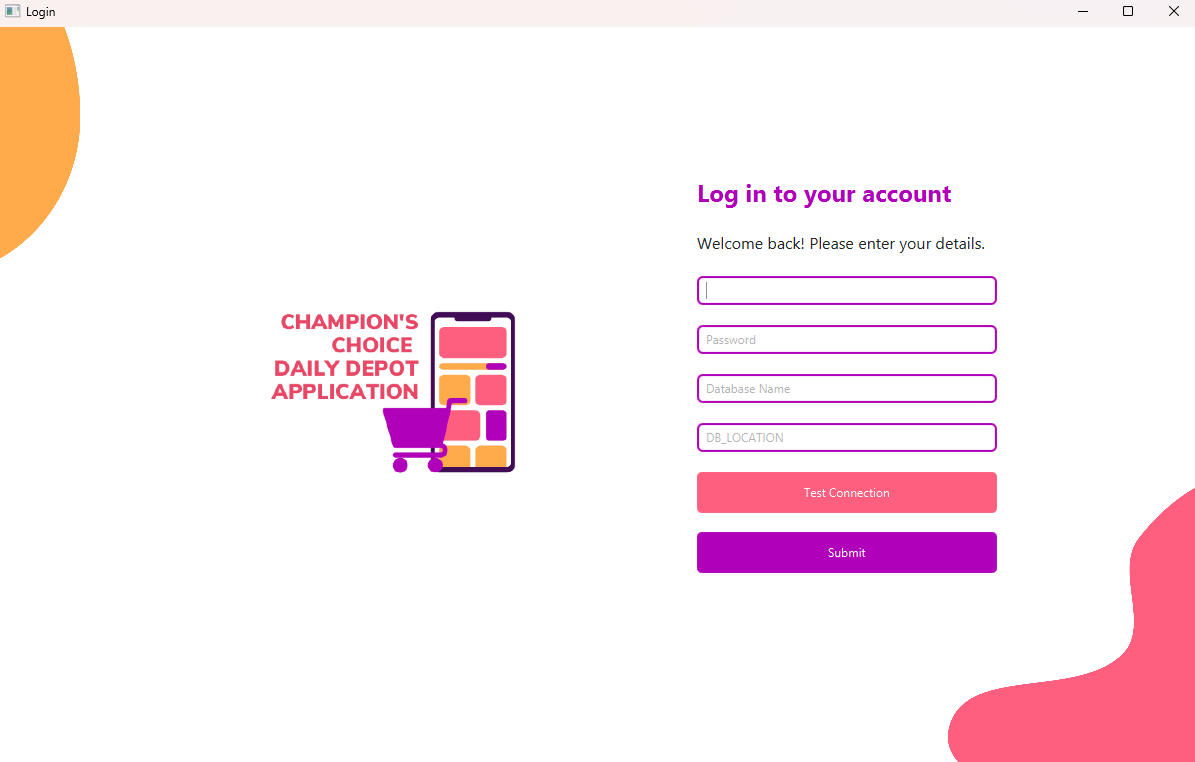 Login
CHAMPION'S
CHOICE
DAILY DEPOT
APPLICATION
Log in to your account
Welcome back! Please enter your details.
Password
Database Name
DB_LOCATION
Test Connection
Submit